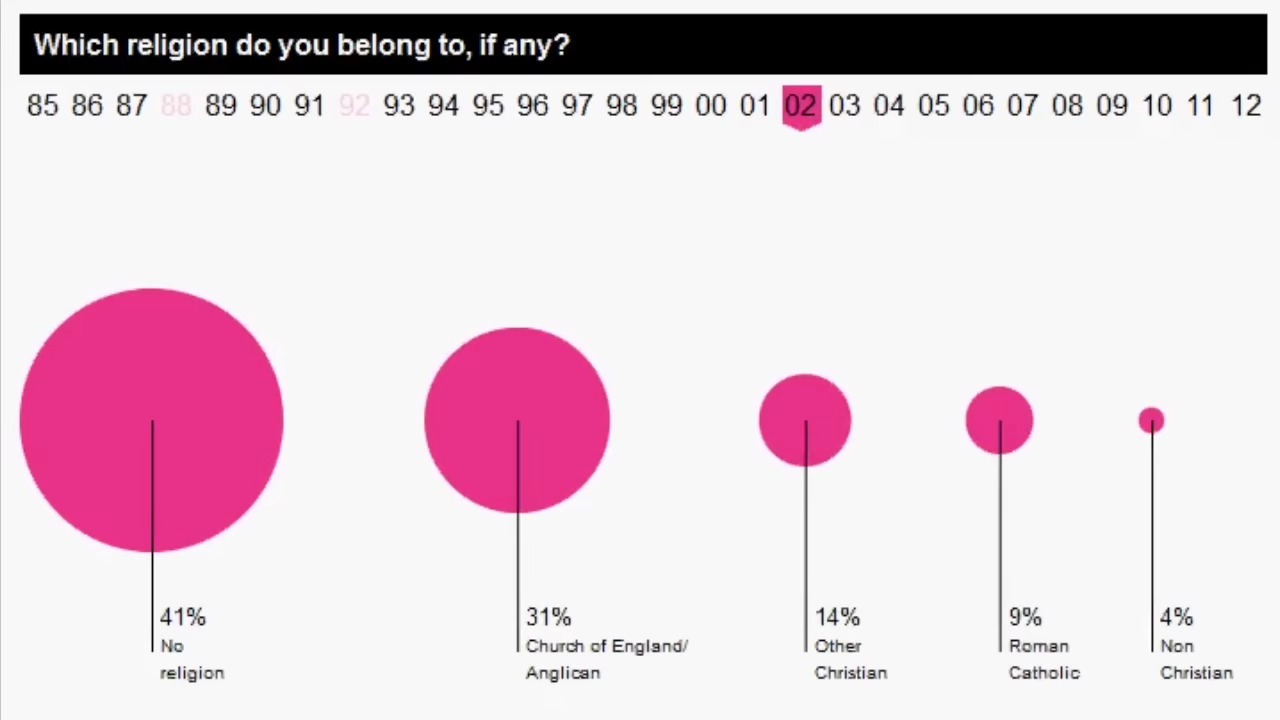 Which religion do you belong to, if any?
85 86 87 88 89 90 91 92 93 94 95 96 97 98 99 00 01 02 03 04 05 06 07 08 09 10 11 12
41% 31% 14% 9% 4%
No Church of England/ Other Roman Non
religion Anglican Christian Catholic Christian